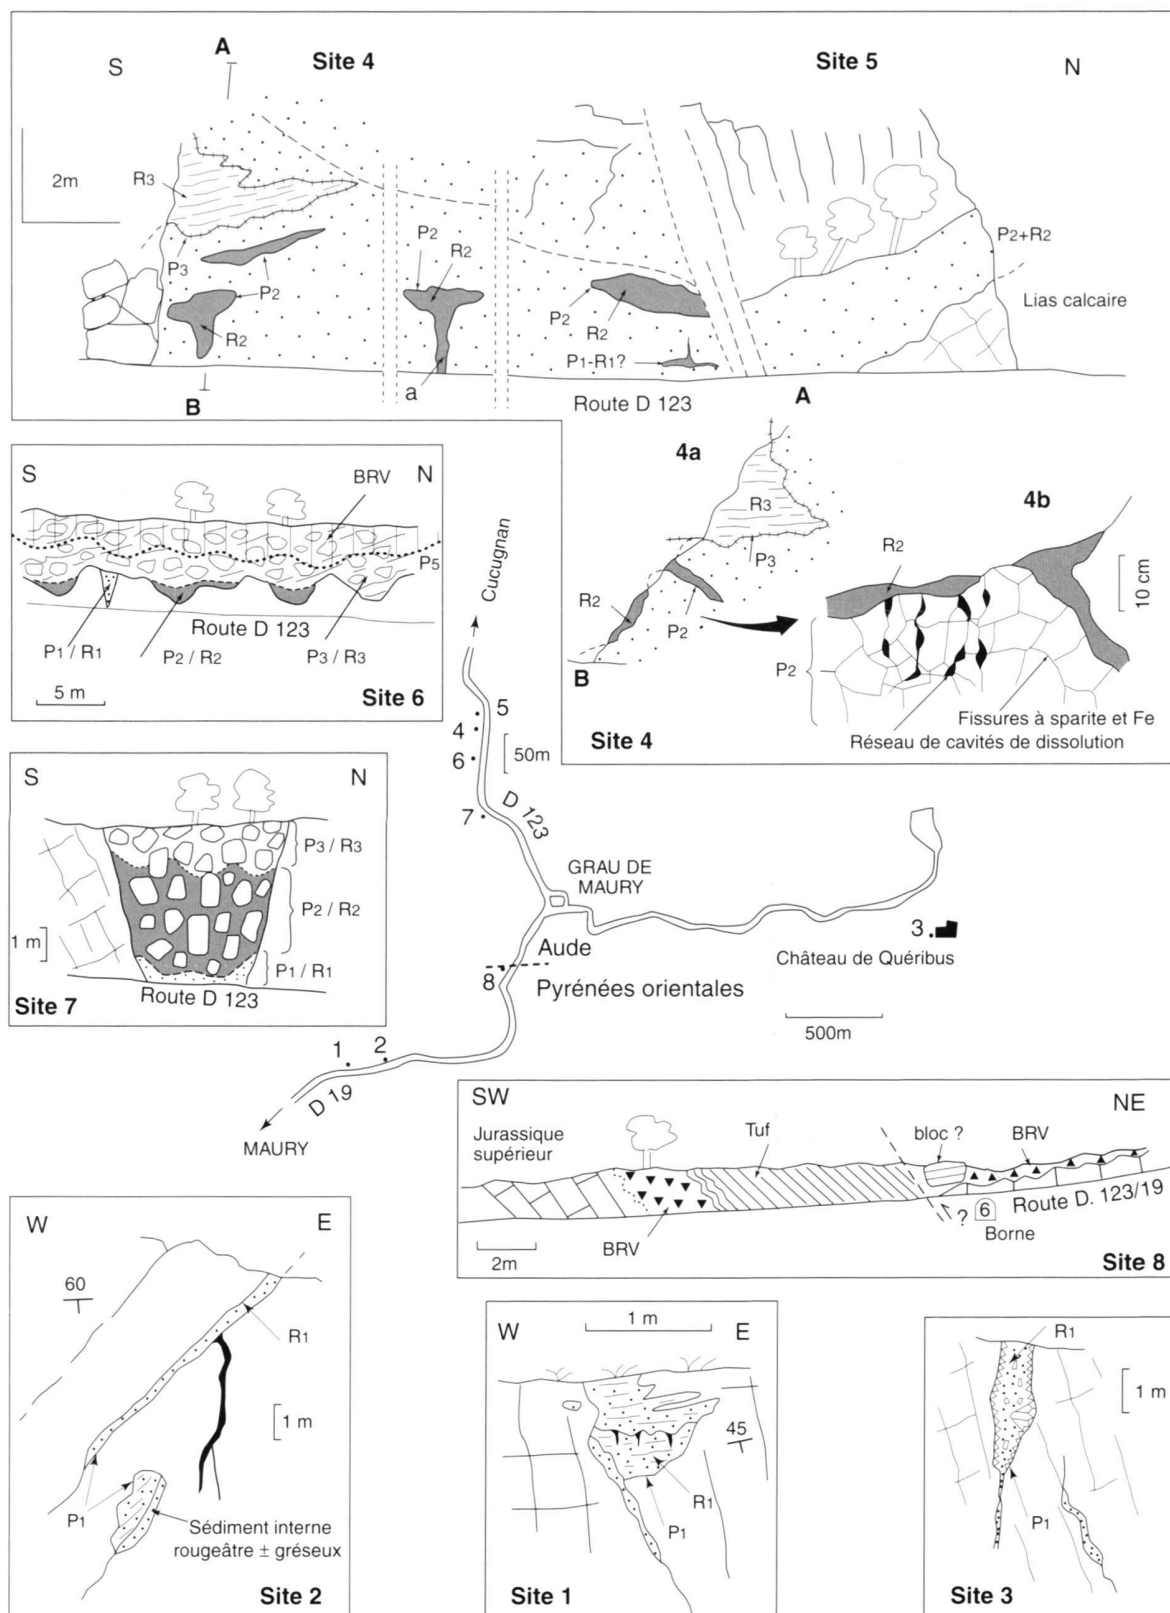 A
S
Site 4
Site 5
N
2m
R3
P3
P2
R2
P2
R2
P2
R2
P1-R1?
P2+R2
Lias calcaire
a
B
Route D 123
A
4a
R3
P3
R2
P2
B
Site 4
4b
R2
10 cm
P2
Fissures à sparite et Fe
Réseau de cavités de dissolution
S
N
BRV
P5
Route D 123
P1 / R1
P2 / R2
P3 / R3
5 m
Site 6
S
N
P3 / R3
P2 / R2
1 m
P1 / R1
Route D 123
Site 7
Cucugnan
5
4
6
50m
7
D 123
GRAU DE
MAURY
3
Château de Quéribus
Aude
8
Pyrénées orientales
500m
1
2
D 19
MAURY
SW
NE
Jurassique
supérieur
Tuf
bloc ?
BRV
Route D. 123/19
? 6
Borne
BRV
2m
Site 8
W
E
60
R1
1 m
P1
Sédiment interne
rougeâtre ± gréseux
Site 2
1 m
W
E
45
R1
P1
Site 1
R1
1 m
P1
Site 3